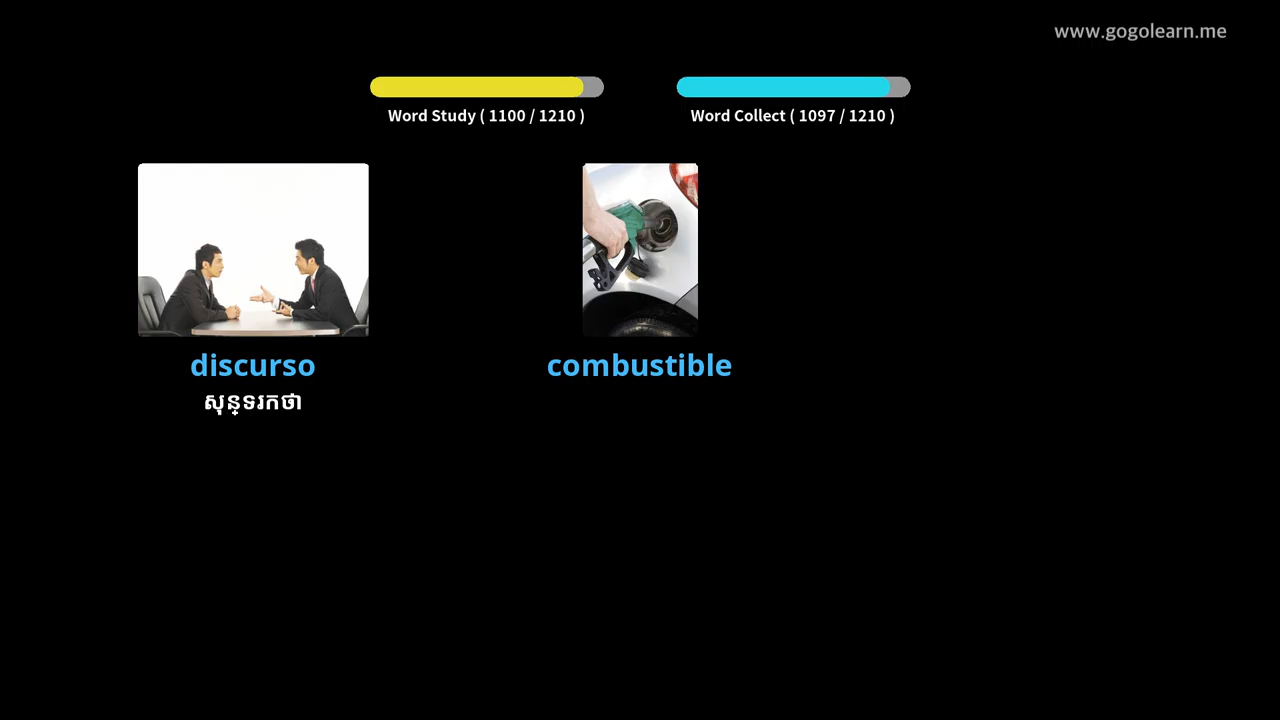 www.gogolearn.me
Word Study ( 1100 / 1210 )
Word Collect ( 1097 / 1210 )
discurso
សុន្ទរកថា
combustible